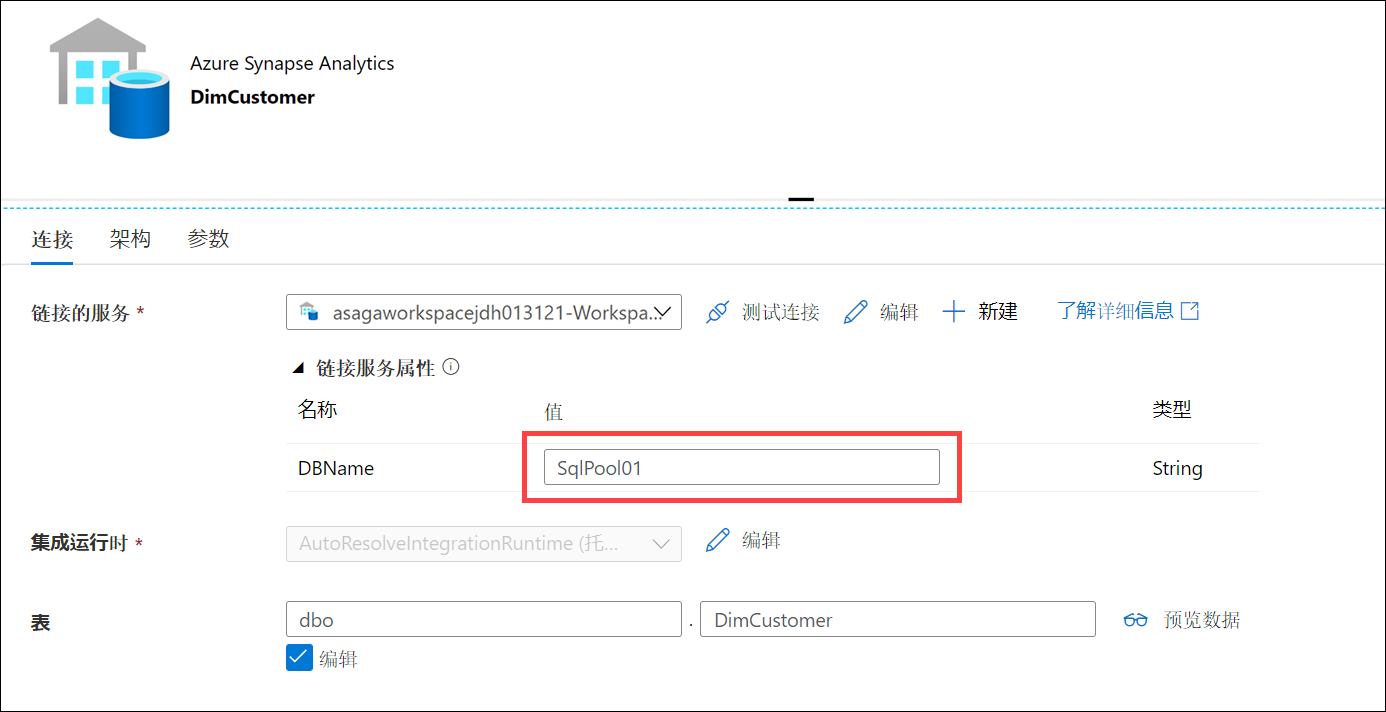 Azure Synapse Analytics
DimCustomer
连接 架构 参数
链接的服务 * asagaworkspacejdh013121-Workspa... 测试连接 编辑 新建 了解详细信息
链接服务属性
名称 值 类型
DBName SqlPool01 String
集成运行时 * AutoResolveIntegrationRuntime (托... 编辑
表 dbo . DimCustomer 预览数据
编辑